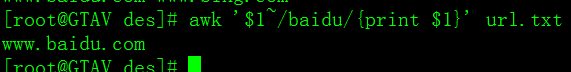 [root@GTAV des]# awk '$1~/baidu/{print $1}' url.txt
www.baidu.com
[root@GTAV des]#